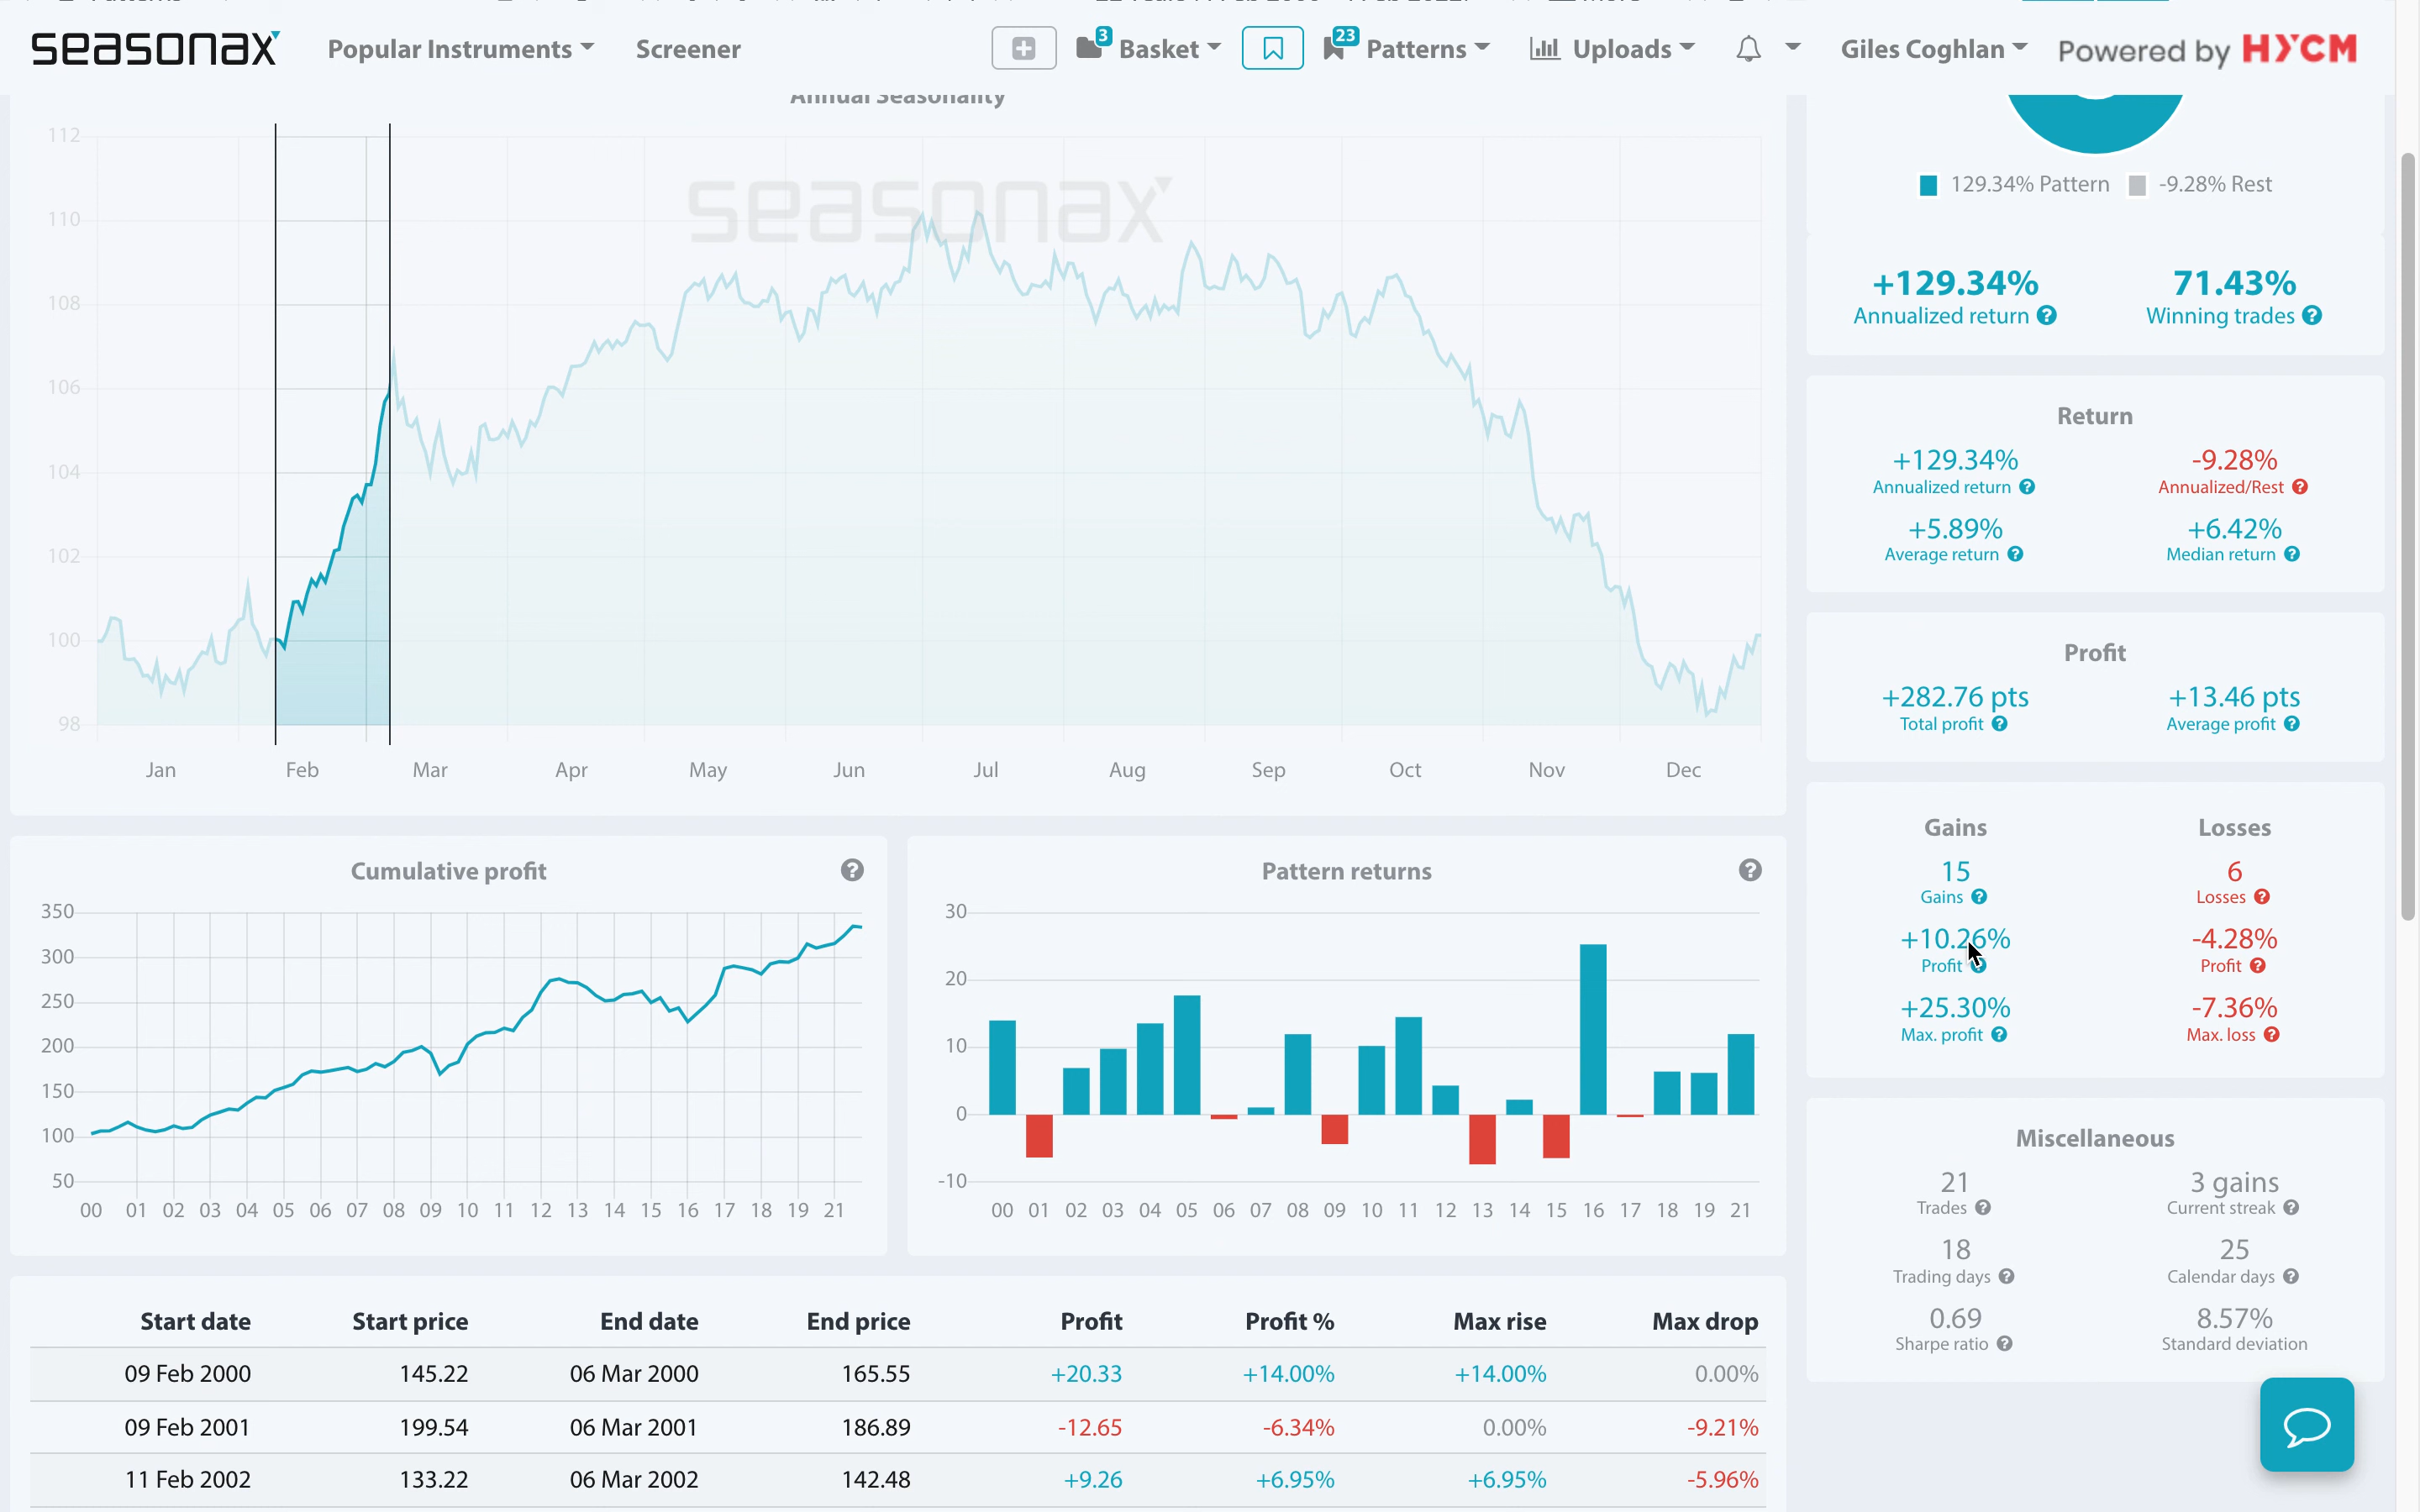 seasonax Popular Instruments Screener 3 Basket 23 Patterns Uploads Giles Coghlan Powered by HYCM
Annual Seasonality
seasonax
112
110
108
106
104
102
100
98
Jan Feb Mar Apr May Jun Jul Aug Sep Oct Nov Dec
129.34% Pattern -9.28% Rest
+129.34% 71.43%
Annualized return ? Winning trades ?
Return
+129.34% -9.28%
Annualized return ? Annualized/Rest ?
+5.89% +6.42%
Average return ? Median return ?
Profit
+282.76 pts +13.46 pts
Total profit ? Average profit ?
Gains Losses
15 6
Gains ? Losses ?
+10.26% -4.28%
Profit ? Profit ?
+25.30% -7.36%
Max. profit ? Max. loss ?
Miscellaneous
21 3 gains
Trades ? Current streak ?
18 25
Trading days ? Calendar days ?
0.69 8.57%
Sharpe ratio ? Standard deviation
Cumulative profit ?
350
300
250
200
150
100
50
00 01 02 03 04 05 06 07 08 09 10 11 12 13 14 15 16 17 18 19 20 21
Pattern returns ?
30
20
10
0
-10
00 01 02 03 04 05 06 07 08 09 10 11 12 13 14 15 16 17 18 19 21
Start date Start price End date End price Profit Profit % Max rise Max drop
09 Feb 2000 145.22 06 Mar 2000 165.55 +20.33 +14.00% +14.00% 0.00%
09 Feb 2001 199.54 06 Mar 2001 186.89 -12.65 -6.34% 0.00% -9.21%
11 Feb 2002 133.22 06 Mar 2002 142.48 +9.26 +6.95% +6.95% -5.96%